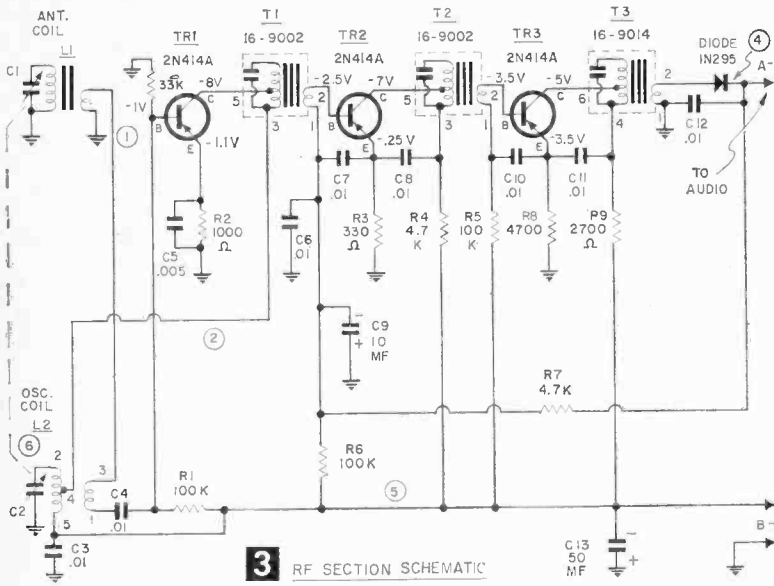 ANT.
COIL
L1
C1
1
TR1
2N414A
33K
-1V
B
C
E
-8V
-1.1V
R2
1000
Ω
C5
.005
T1
16-9002
5
3
2
1
-2.5V
TR2
2N414A
-7V
B
C
E
-.25V
C7
.01
C8
.01
C6
.01
R3
330
Ω
R4
4.7
K
T2
16-9002
5
3
2
1
-3.5V
TR3
2N414A
-5V
B
C
E
-3.5V
C10
.01
C11
.01
R5
100
K
R8
4700
R9
2700
Ω
T3
16-9014
6
4
2
1
DIODE
IN295
4
A-
C12
.01
TO
AUDIO
2
C9
10
MF
-
+
R7
4.7K
OSC.
COIL
L2
6
2
4
5
3
1
C2
C3
.01
C4
.01
R1
100K
R6
100K
5
B-
C13
50
MF
-
+
3 RF SECTION SCHEMATIC